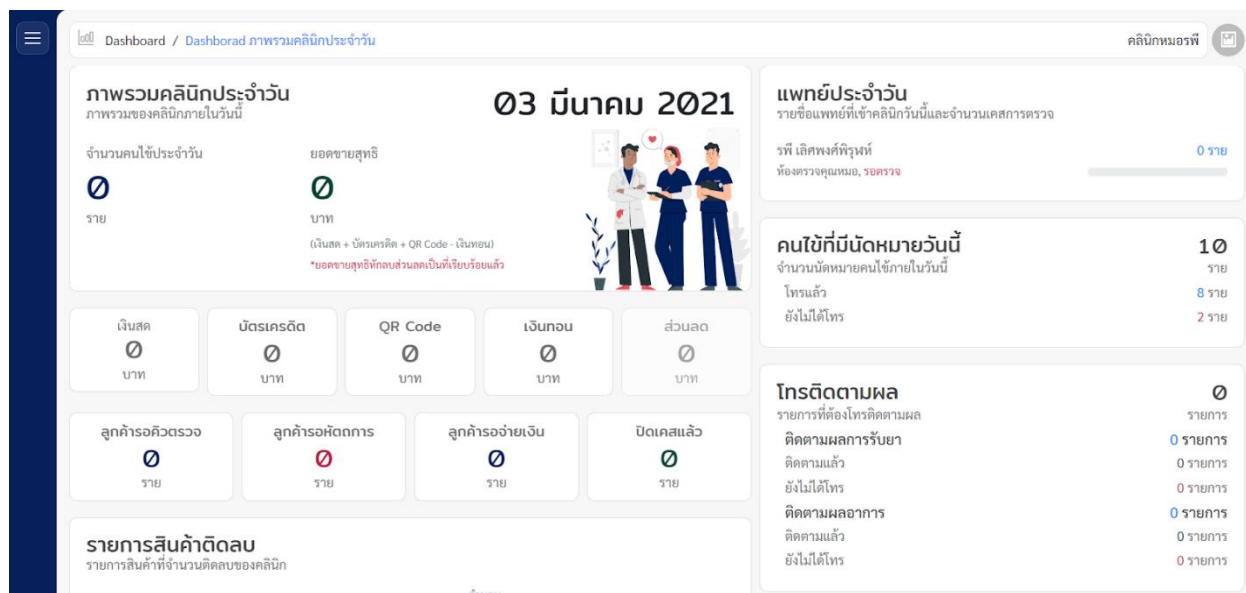 Dashboard / Dashborad ภาพรวมคลินิกประจำวัน
คลินิกหมอรพี
ภาพรวมคลินิกประจำวัน
ภาพรวมของคลินิกภายในวันนี้
03 มีนาคม 2021
จำนวนคนไข้ประจำวัน
0
ราย
ยอดขายสุทธิ
0
บาท
(เงินสด + บัตรเครดิต + QR Code - เงินทอน)
*ยอดขายสุทธิหักลบส่วนลดเป็นที่เรียบร้อยแล้ว
เงินสด
0
บาท
บัตรเครดิต
0
บาท
QR Code
0
บาท
เงินทอน
0
บาท
ส่วนลด
0
บาท
ลูกค้ารอคิวตรวจ
0
ราย
ลูกค้ารอหัตถการ
0
ราย
ลูกค้ารอจ่ายเงิน
0
ราย
ปิดเคสแล้ว
0
ราย
รายการสินค้าติดลบ
รายการสินค้าที่จำนวนติดลบของคลินิก
แพทย์ประจำวัน
รายชื่อแพทย์ที่เข้าคลินิกวันนี้และจำนวนเคสการตรวจ
รพี เลิศพงศ์พิรุฬห์ 0 ราย
ห้องตรวจคุณหมอ, รอตรวจ
คนไข้ที่มีนัดหมายวันนี้ 10
จำนวนนัดหมายคนไข้ภายในวันนี้ ราย
โทรแล้ว 8 ราย
ยังไม่ได้โทร 2 ราย
โทรติดตามผล 0
รายการที่ต้องโทรติดตามผล รายการ
ติดตามผลการรับยา 0 รายการ
ติดตามแล้ว 0 รายการ
ยังไม่ได้โทร 0 รายการ
ติดตามผลอาการ 0 รายการ
ติดตามแล้ว 0 รายการ
ยังไม่ได้โทร 0 รายการ